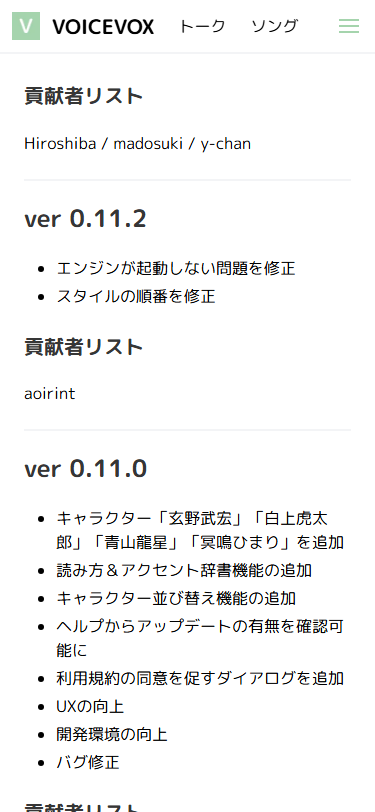 V VOICEVOX トーク ソング
貢献者リスト
Hiroshiba / madosuki / y-chan
ver 0.11.2
エンジンが起動しない問題を修正
スタイルの順番を修正
貢献者リスト
aoirint
ver 0.11.0
キャラクター「玄野武宏」「白上虎太
郎」「青山龍星」「冥鳴ひまり」を追加
読み方＆アクセント辞書機能の追加
キャラクター並び替え機能の追加
ヘルプからアップデートの有無を確認可
能に
利用規約の同意を促すダイアログを追加
UXの向上
開発環境の向上
バグ修正
貢献者リスト